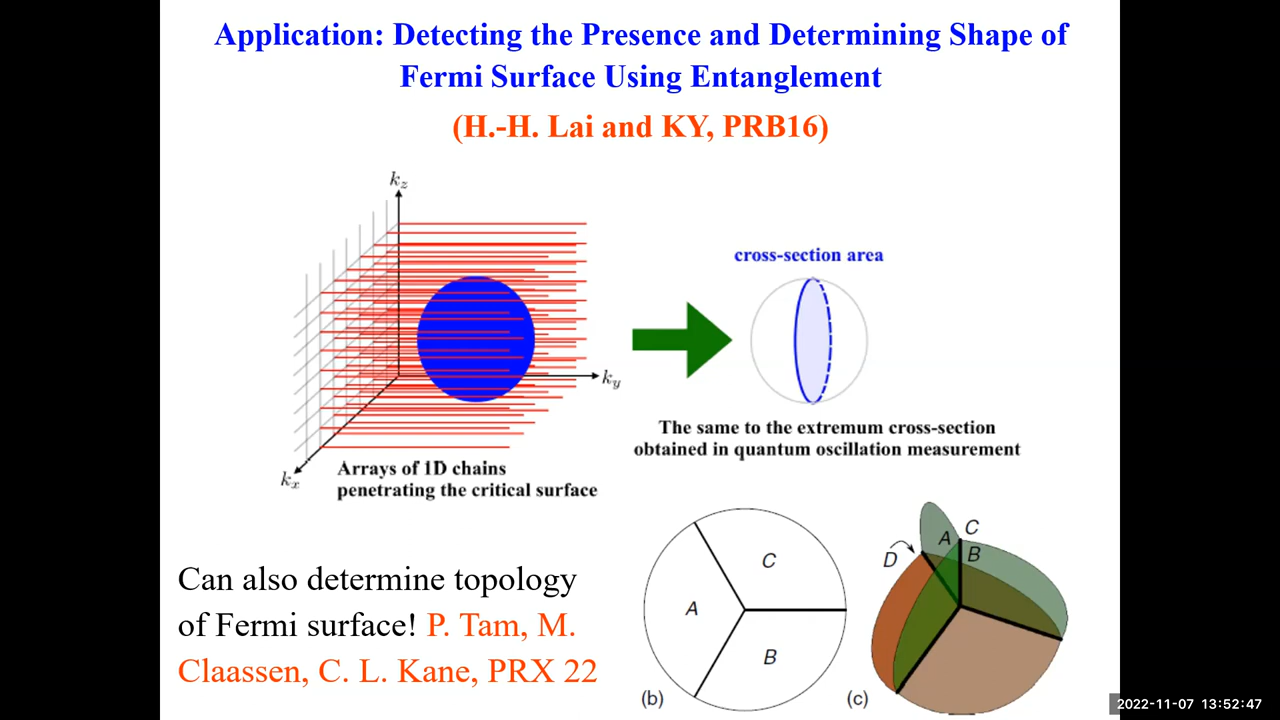 Application: Detecting the Presence and Determining Shape of
Fermi Surface Using Entanglement
(H.-H. Lai and KY, PRB16)
k_z
cross-section area
k_y
The same to the extremum cross-section
obtained in quantum oscillation measurement
k_x
Arrays of 1D chains
penetrating the critical surface
Can also determine topology
of Fermi surface! P. Tam, M.
Claassen, C. L. Kane, PRX 22
A
B
C
(b)
A
B
C
D
(c)
2022-11-07 13:52:47